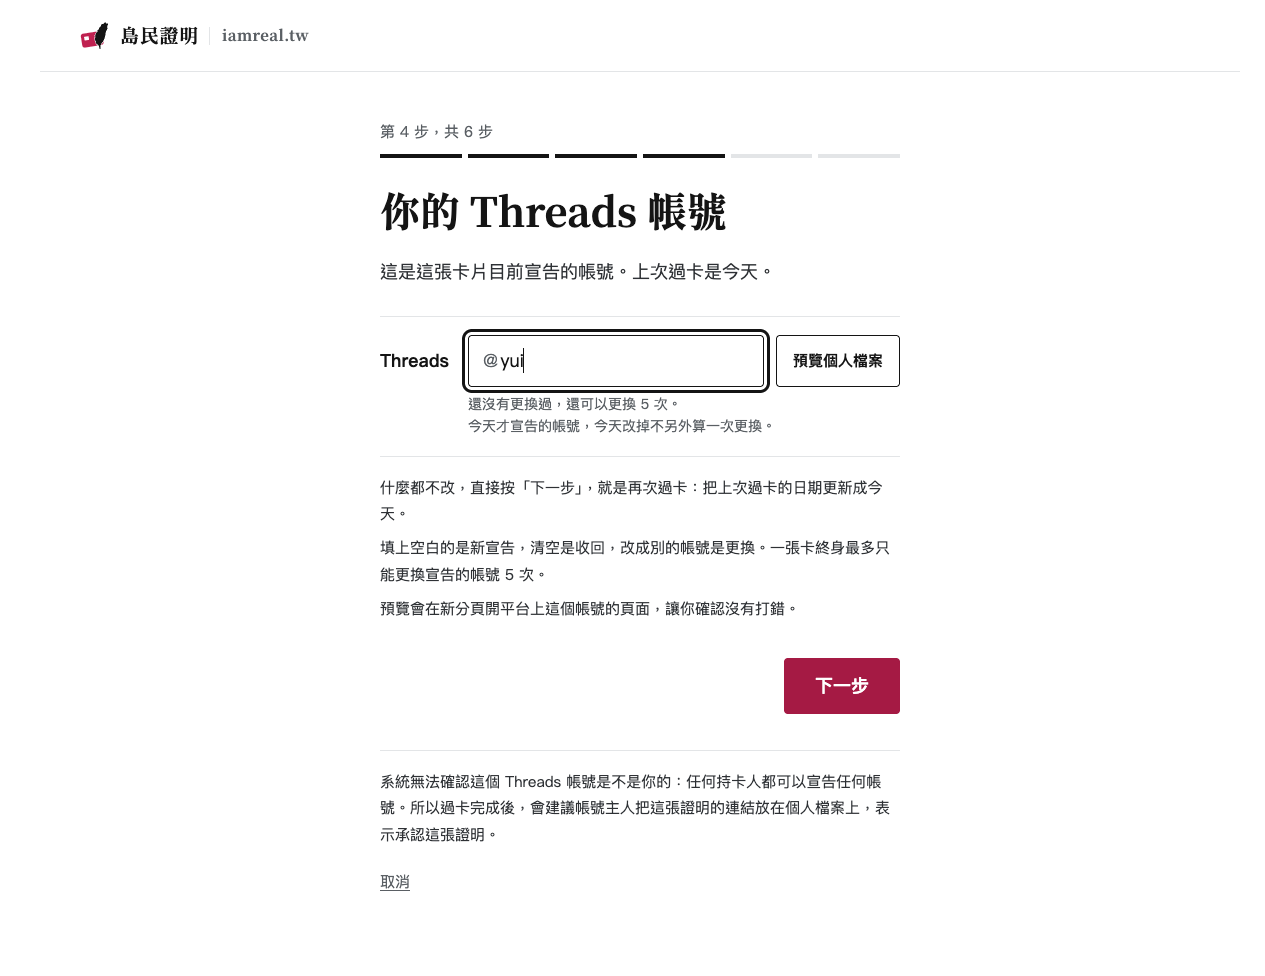 島民證明 iamreal.tw
第 4 步，共 6 步
你的 Threads 帳號
這是這張卡片目前宣告的帳號。上次過卡是今天。
Threads @yui 預覽個人檔案
還沒有更換過，還可以更換 5 次。
今天才宣告的帳號，今天改掉不另外算一次更換。
什麼都不改，直接按「下一步」，就是再次過卡：把上次過卡的日期更新成今
天。
填上空白的是新宣告，清空是收回，改成別的帳號是更換。一張卡終身最多只
能更換宣告的帳號 5 次。
預覽會在新分頁開平台上這個帳號的頁面，讓你確認沒有打錯。
下一步
系統無法確認這個 Threads 帳號是不是你的：任何持卡人都可以宣告任何帳
號。所以過卡完成後，會建議帳號主人把這張證明的連結放在個人檔案上，表
示承認這張證明。
取消